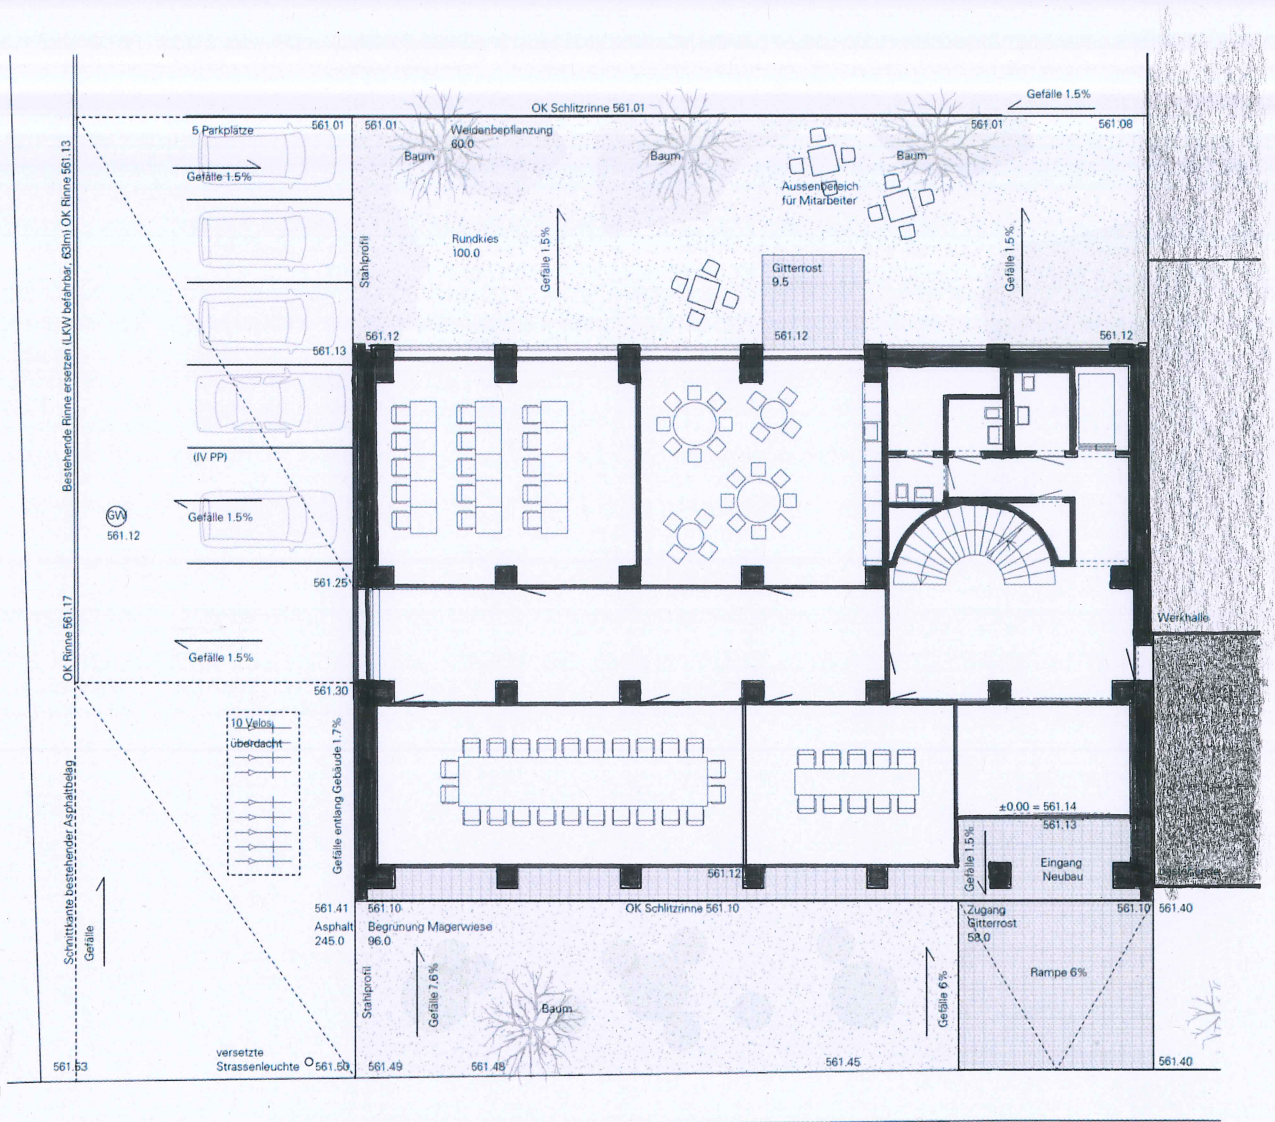 OK Schlitzrinne 561.01
Gefälle 1.5%
5 Parkplätze
561.01
561.01
Weidenbepflanzung
60.0
561.01
561.08
Baum
Baum
Baum
Gefälle 1.5%
Aussenbereich
für Mitarbeiter
Bestehende Rinne ersetzen (LKW befahrbar, 63lm) OK Rinne 561.13
Stahlprofil
Rundkies
100.0
Gefälle 1.5%
Gitterrost
9.5
Gefälle 1.5%
561.13
561.12
561.12
561.12
(IV PP)
GW
561.12
Gefälle 1.5%
561.25
OK Rinne 561.17
Gefälle 1.5%
561.30
Werkhalle
10 Velos
überdacht
Gefälle entlang Gebäude 1.7%
Schnittkante bestehender Asphaltbelag
Gefälle
±0.00 = 561.14
561.13
Gefälle 1.5%
Eingang
Neubau
561.12
561.41
561.10
OK Schlitzrinne 561.10
Zugang
Gitterrost
58.0
561.10
561.40
Asphalt
245.0
Begrünung Magerwiese
96.0
Stahlprofil
Gefälle 7,6%
Baum
Gefälle 6%
Rampe 6%
versetzte
Strassenleuchte
561.53
561.50
561.49
561.48
561.45
561.40